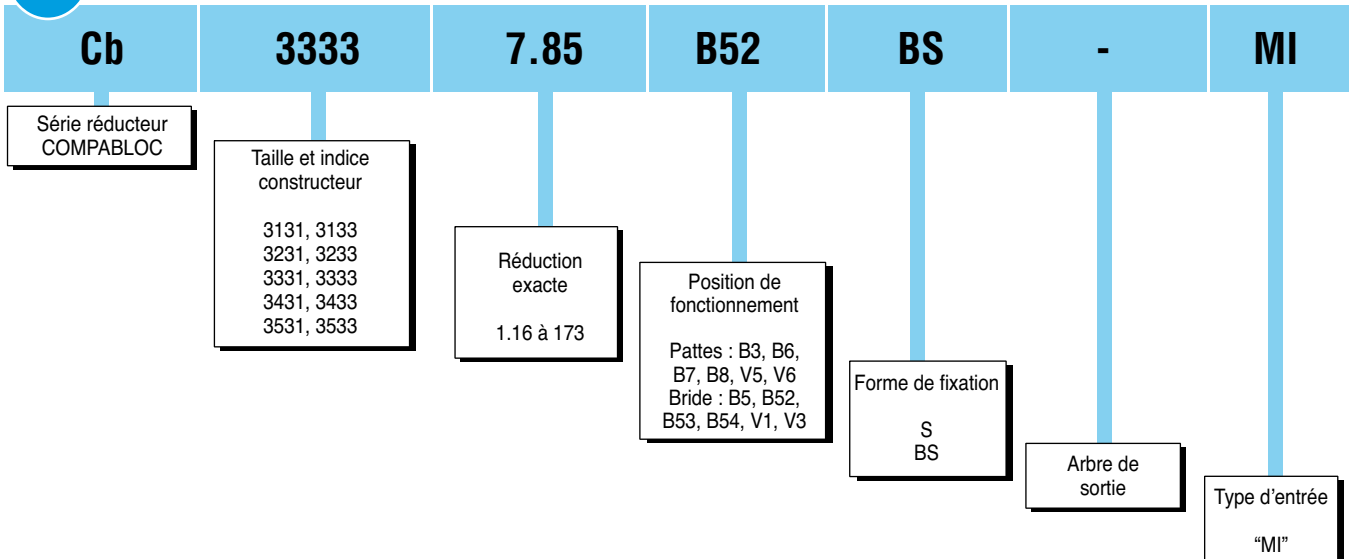 Cb 3333 7.85 B52 BS - MI
Série réducteur
COMPABLOC
Taille et indice
constructeur
3131, 3133
3231, 3233
3331, 3333
3431, 3433
3531, 3533
Réduction
exacte
1.16 à 173
Position de
fonctionnement
Pattes : B3, B6,
B7, B8, V5, V6
Bride : B5, B52,
B53, B54, V1, V3
Forme de fixation
S
BS
Arbre de
sortie
Type d'entrée
“MI”